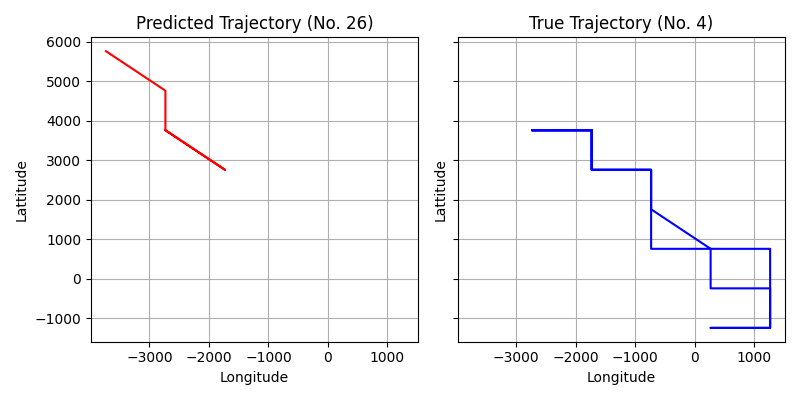 Predicted Trajectory (No. 26)
6000
5000
4000
3000
2000
1000
0
−1000
Lattitude
−3000 −2000 −1000 0 1000
Longitude
True Trajectory (No. 4)
Lattitude
−3000 −2000 −1000 0 1000
Longitude